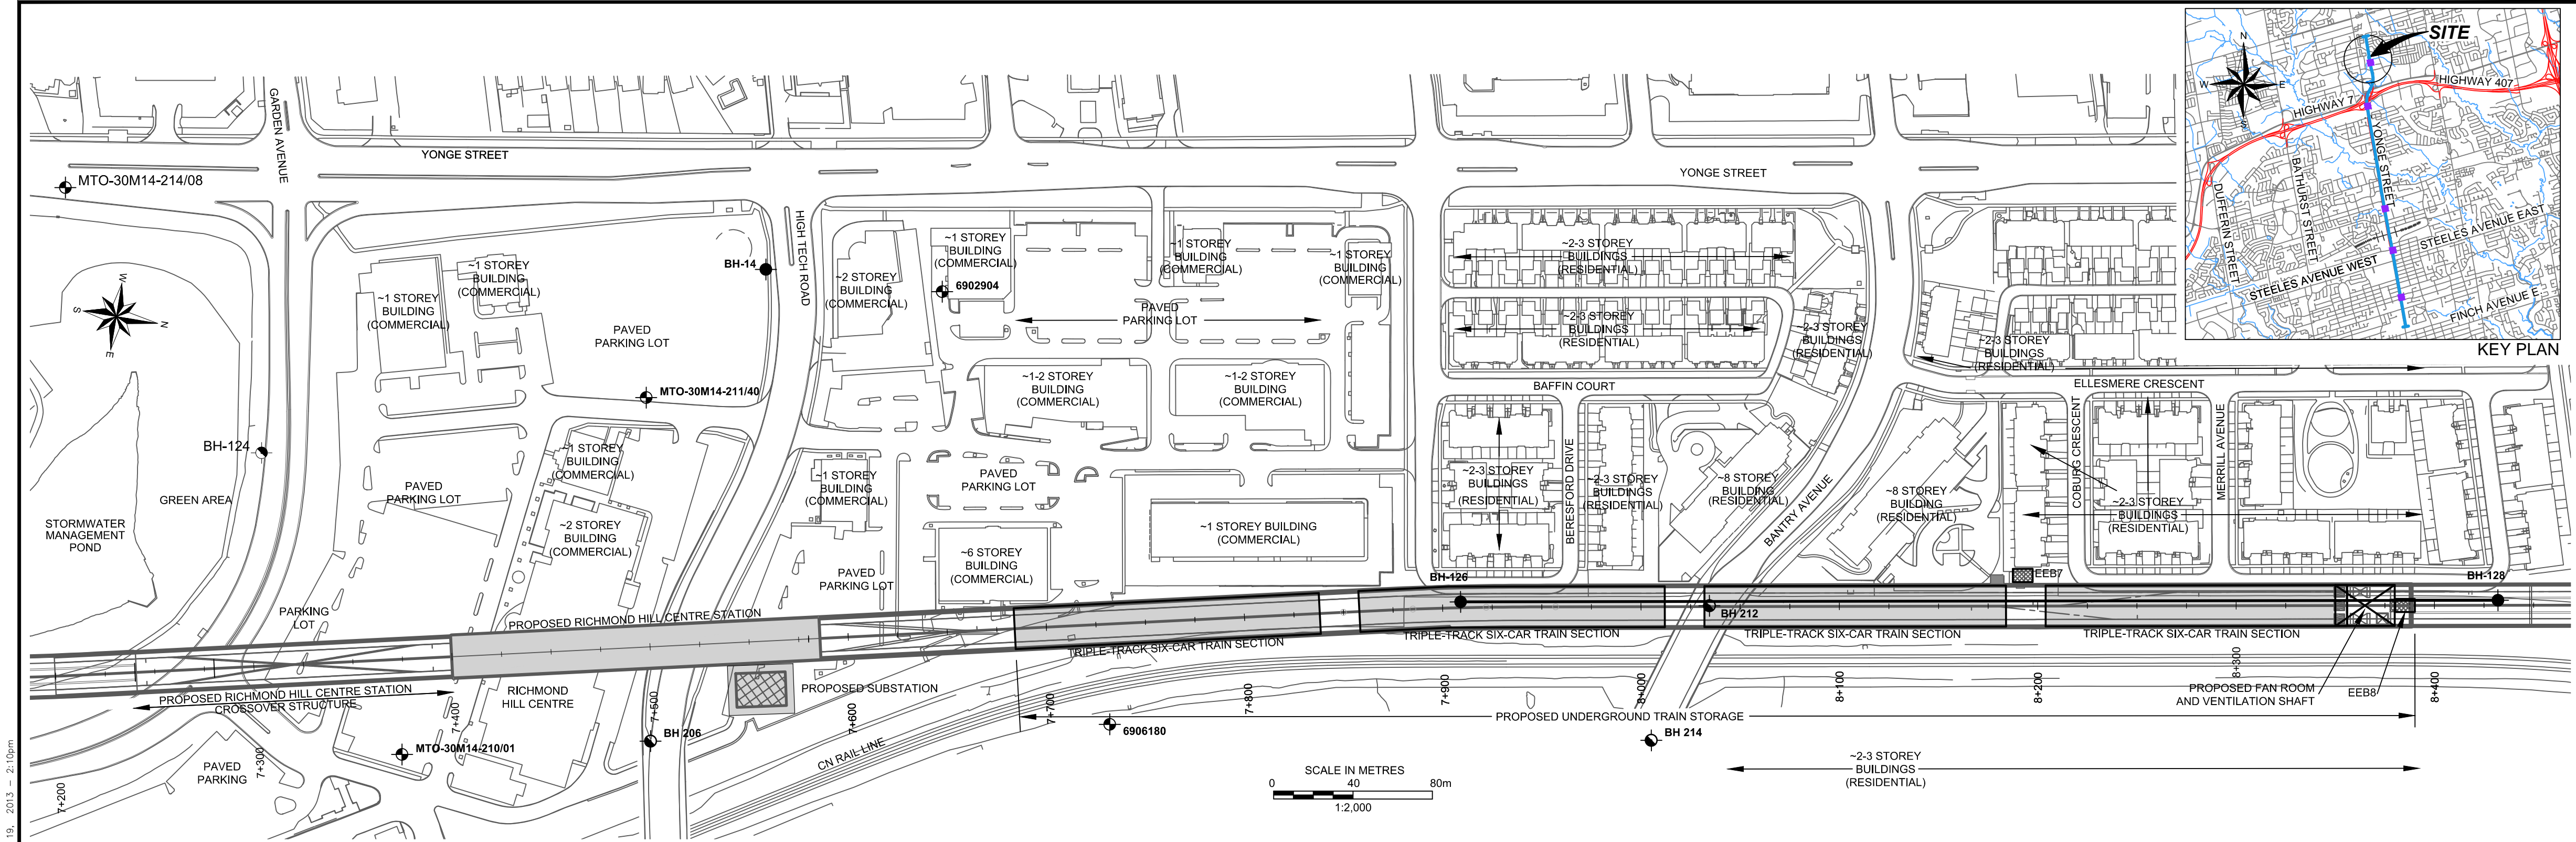 SITE
N
W
E
S
HIGHWAY 407
HIGHWAY 7
YONGE STREET
BATHURST STREET
DUFFERIN STREET
STEELES AVENUE EAST
STEELES AVENUE WEST
FINCH AVENUE E
KEY PLAN
GARDEN AVENUE
YONGE STREET
YONGE STREET
MTO-30M14-214/08
HIGH TECH ROAD
BH-14
~1 STOREY
BUILDING
(COMMERCIAL)
~1 STOREY
BUILDING
(COMMERCIAL)
~2 STOREY
BUILDING
(COMMERCIAL)
~1 STOREY
BUILDING
(COMMERCIAL)
6902904
~1 STOREY
BUILDING
(COMMERCIAL)
~1 STOREY
BUILDING
(COMMERCIAL)
PAVED
PARKING LOT
PAVED
PARKING LOT
~2-3 STOREY
BUILDINGS
(RESIDENTIAL)
~2-3 STOREY
BUILDINGS
(RESIDENTIAL)
~2-3 STOREY
BUILDINGS
(RESIDENTIAL)
~2-3 STOREY
BUILDINGS
(RESIDENTIAL)
W
S
N
E
MTO-30M14-211/40
~1-2 STOREY
BUILDING
(COMMERCIAL)
~1-2 STOREY
BUILDING
(COMMERCIAL)
BAFFIN COURT
ELLESMERE CRESCENT
BH-124
GREEN AREA
STORMWATER
MANAGEMENT
POND
PAVED
PARKING LOT
~1 STOREY
BUILDING
(COMMERCIAL)
~2 STOREY
BUILDING
(COMMERCIAL)
~1 STOREY
BUILDING
(COMMERCIAL)
PAVED
PARKING LOT
PAVED
PARKING LOT
~6 STOREY
BUILDING
(COMMERCIAL)
~1 STOREY BUILDING
(COMMERCIAL)
~2-3 STOREY
BUILDINGS
(RESIDENTIAL)
BERESFORD DRIVE
~2-3 STOREY
BUILDINGS
(RESIDENTIAL)
~8 STOREY
BUILDING
(RESIDENTIAL)
BANTRY AVENUE
~8 STOREY
BUILDING
(RESIDENTIAL)
COBURG CRESCENT
~2-3 STOREY
BUILDINGS
(RESIDENTIAL)
MERRILL AVENUE
PARKING
LOT
PROPOSED RICHMOND HILL CENTRE STATION
BH-126
BH 212
EEB7
BH-128
TRIPLE-TRACK SIX-CAR TRAIN SECTION
TRIPLE-TRACK SIX-CAR TRAIN SECTION
TRIPLE-TRACK SIX-CAR TRAIN SECTION
TRIPLE-TRACK SIX-CAR TRAIN SECTION
PROPOSED RICHMOND HILL CENTRE STATION
CROSSOVER STRUCTURE
RICHMOND
HILL CENTRE
PROPOSED SUBSTATION
PROPOSED FAN ROOM
AND VENTILATION SHAFT
EEB8
7+200
7+300
7+400
7+500
7+600
7+700
7+800
7+900
8+000
8+100
8+200
8+300
8+400
PROPOSED UNDERGROUND TRAIN STORAGE
PAVED
PARKING
MTO-30M14-210/01
BH 206
CN RAIL LINE
6906180
BH 214
~2-3 STOREY
BUILDINGS
(RESIDENTIAL)
SCALE IN METRES
0 40 80m
1:2,000
19, 2013 - 2:10pm